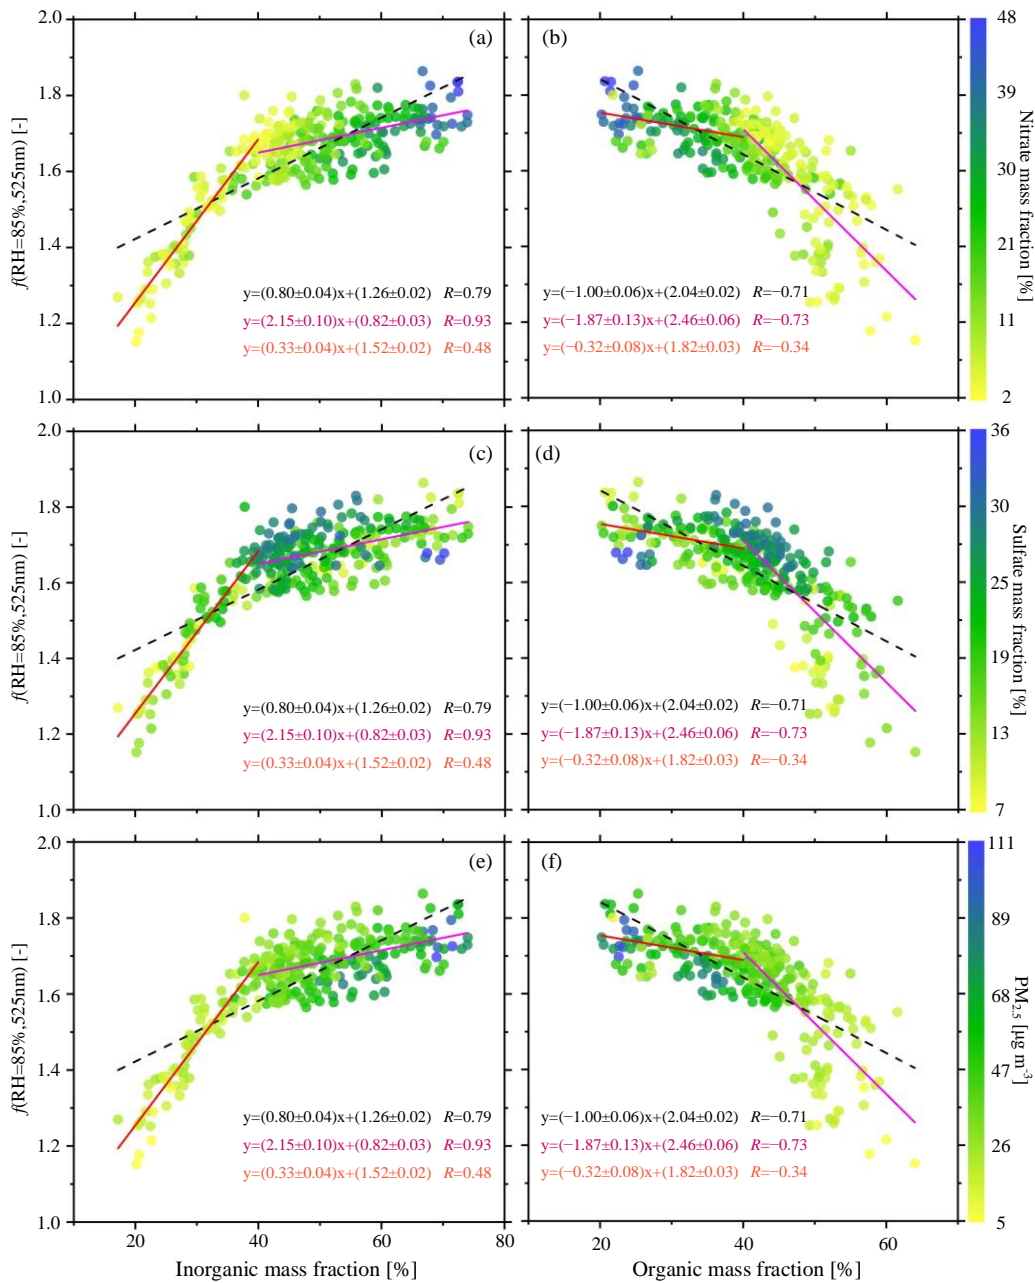 2.0
1.8
1.6
1.4
1.2
1.0
f(RH=85%,525nm) [-]
(a)
y=(0.80±0.04)x+(1.26±0.02) R=0.79
y=(2.15±0.10)x+(0.82±0.03) R=0.93
y=(0.33±0.04)x+(1.52±0.02) R=0.48
(b)
y=(−1.00±0.06)x+(2.04±0.02) R=−0.71
y=(−1.87±0.13)x+(2.46±0.06) R=−0.73
y=(−0.32±0.08)x+(1.82±0.03) R=−0.34
48
39
30
21
11
2
Nitrate mass fraction [%]
2.0
1.8
1.6
1.4
1.2
1.0
f(RH=85%,525nm) [-]
(c)
y=(0.80±0.04)x+(1.26±0.02) R=0.79
y=(2.15±0.10)x+(0.82±0.03) R=0.93
y=(0.33±0.04)x+(1.52±0.02) R=0.48
(d)
y=(−1.00±0.06)x+(2.04±0.02) R=−0.71
y=(−1.87±0.13)x+(2.46±0.06) R=−0.73
y=(−0.32±0.08)x+(1.82±0.03) R=−0.34
36
30
25
19
13
7
Sulfate mass fraction [%]
2.0
1.8
1.6
1.4
1.2
1.0
f(RH=85%,525nm) [-]
(e)
y=(0.80±0.04)x+(1.26±0.02) R=0.79
y=(2.15±0.10)x+(0.82±0.03) R=0.93
y=(0.33±0.04)x+(1.52±0.02) R=0.48
20 40 60 80
Inorganic mass fraction [%]
(f)
y=(−1.00±0.06)x+(2.04±0.02) R=−0.71
y=(−1.87±0.13)x+(2.46±0.06) R=−0.73
y=(−0.32±0.08)x+(1.82±0.03) R=−0.34
20 40 60
Organic mass fraction [%]
111
89
68
47
26
5
PM2.5 [μg m-3]